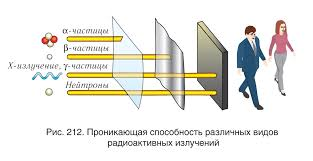 α-частицы
β-частицы
X-излучение, γ-частицы
Нейтроны
Рис. 212. Проникающая способность различных видов
радиоактивных излучений